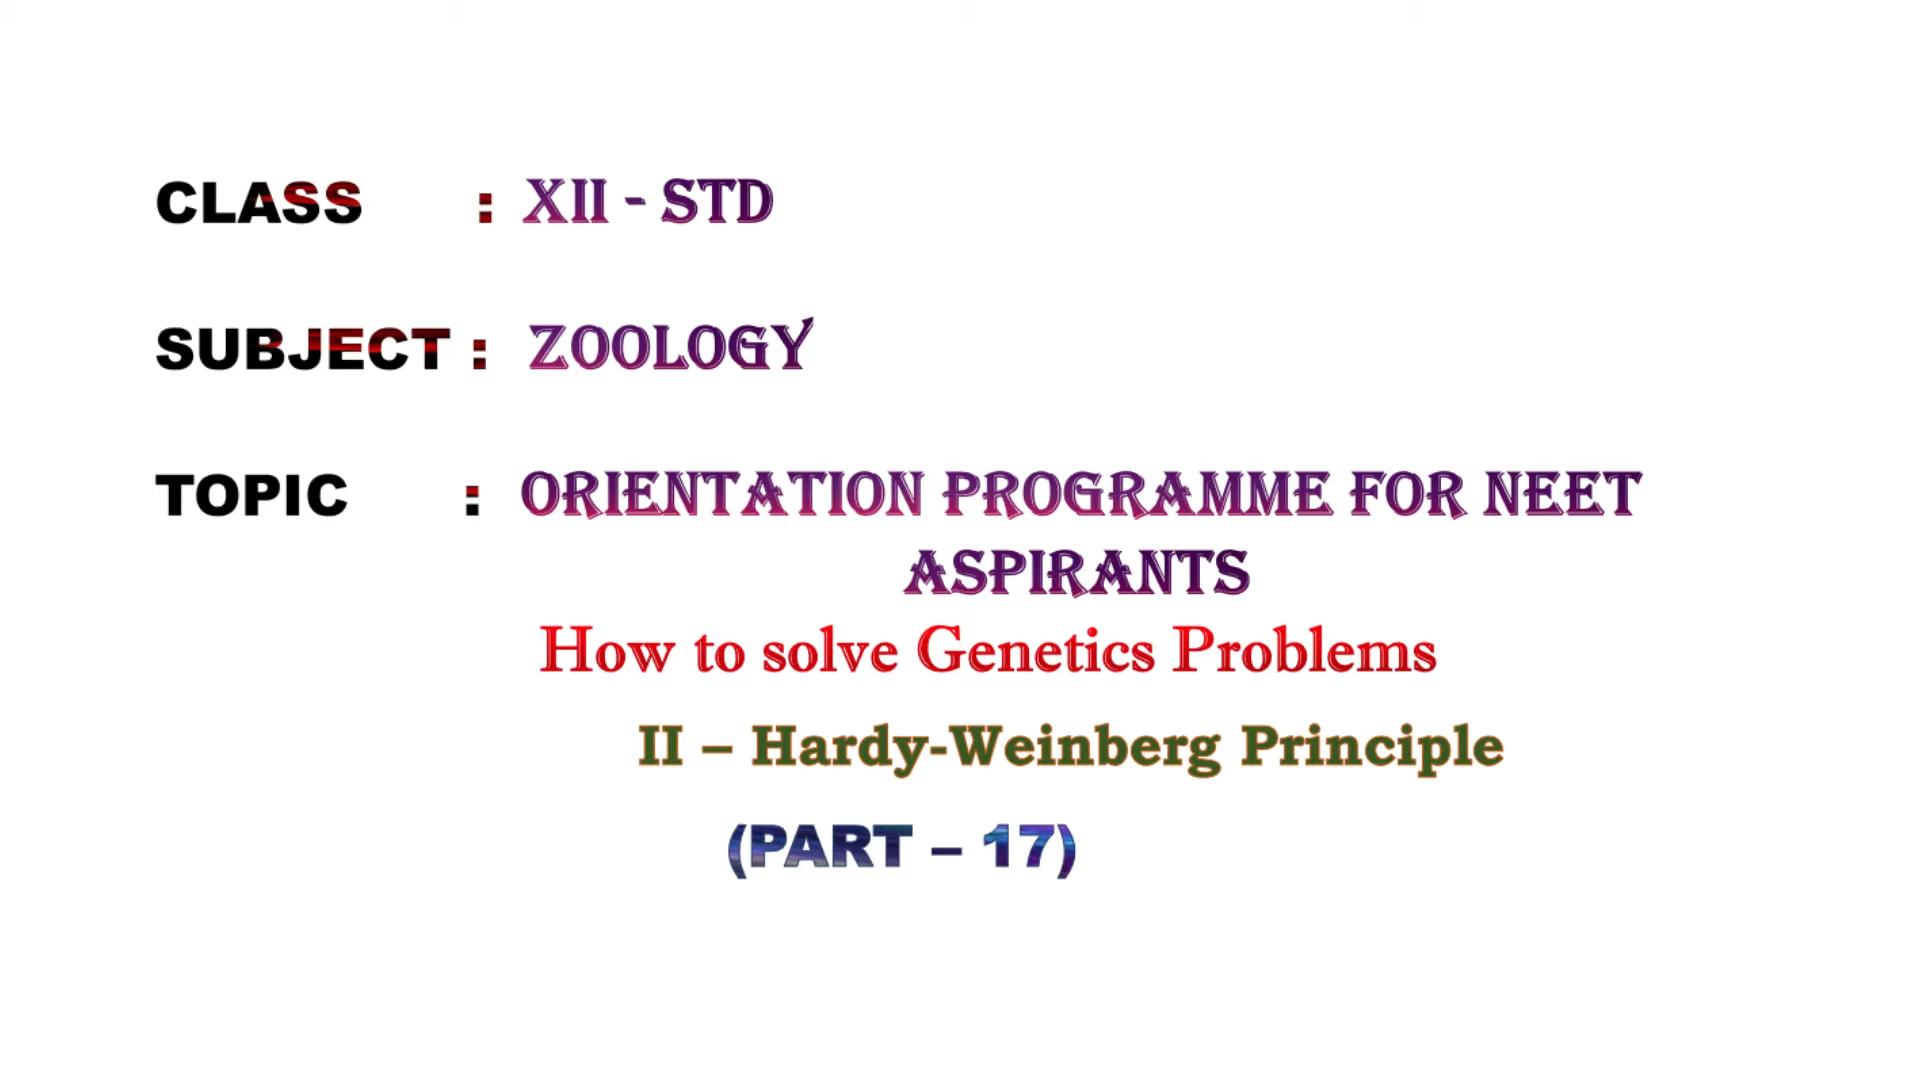 CLASS : XII - STD
SUBJECT : ZOOLOGY
TOPIC : ORIENTATION PROGRAMME FOR NEET
ASPIRANTS
How to solve Genetics Problems
II – Hardy-Weinberg Principle
(PART – 17)